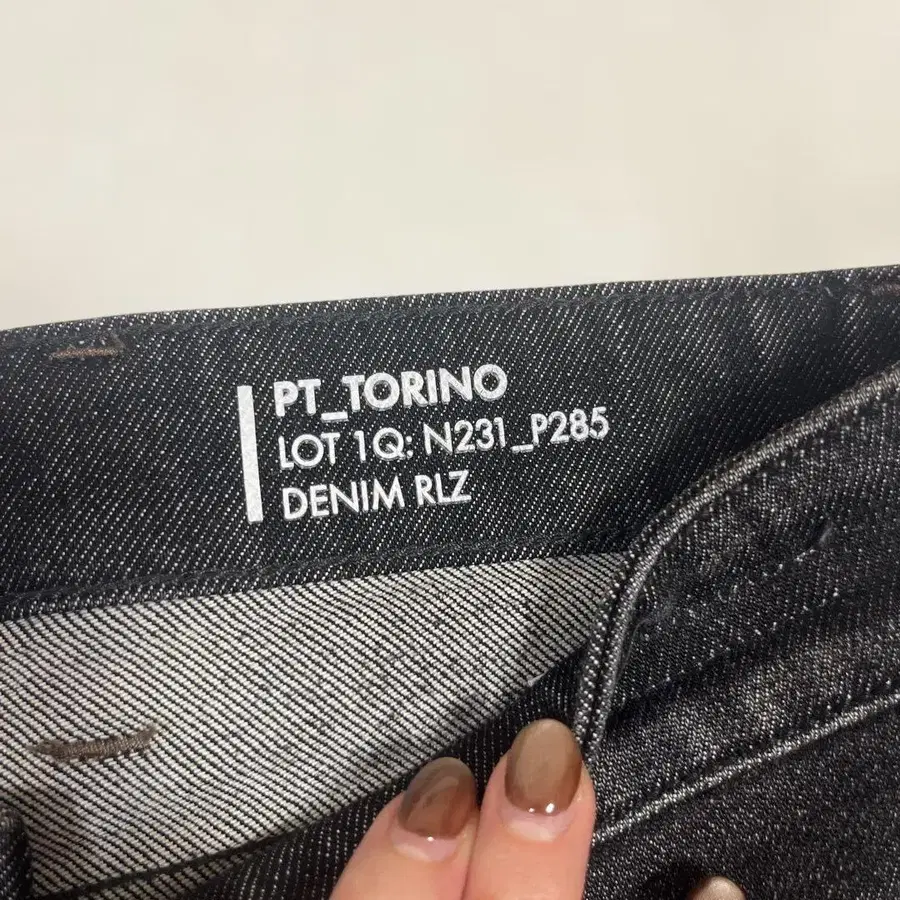 PT_TORINO
LOT 1Q: N231_P285
DENIM RLZ